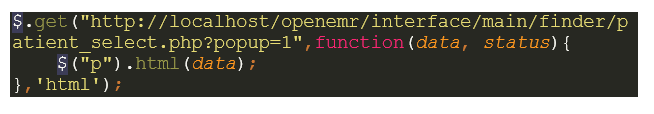 $.get("http://localhost/openemr/interface/main/finder/p
atient_select.php?popup=1",function(data, status){
    $("p").html(data);
},'html');